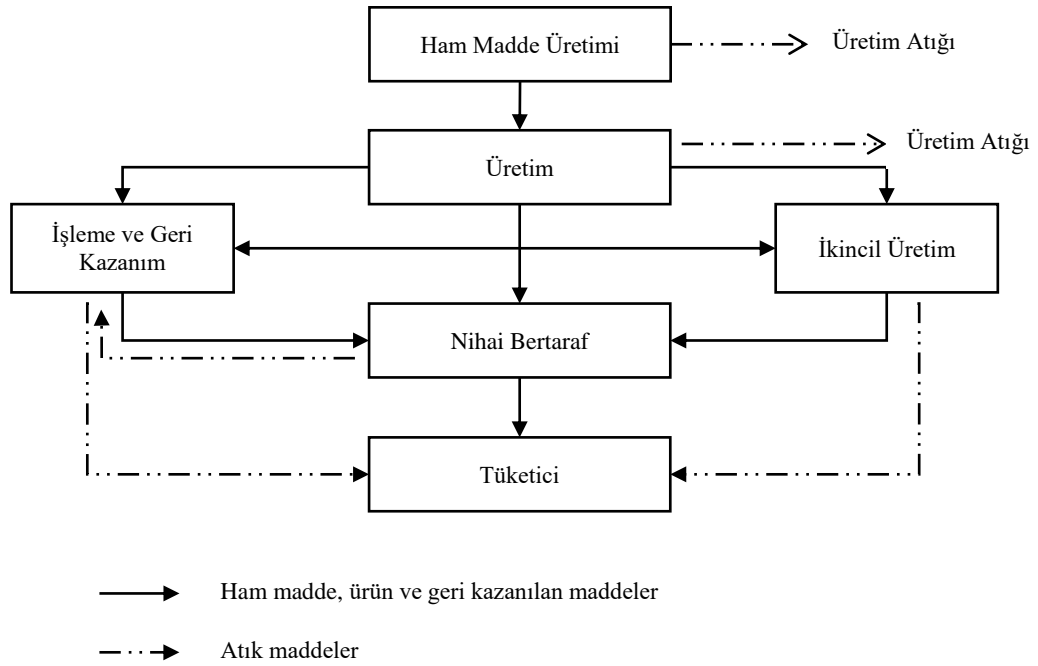 Ham Madde Üretimi
Üretim Atığı
Üretim
Üretim Atığı
İşleme ve Geri
Kazanım
İkincil Üretim
Nihai Bertaraf
Tüketici
Ham madde, ürün ve geri kazanılan maddeler
Atık maddeler